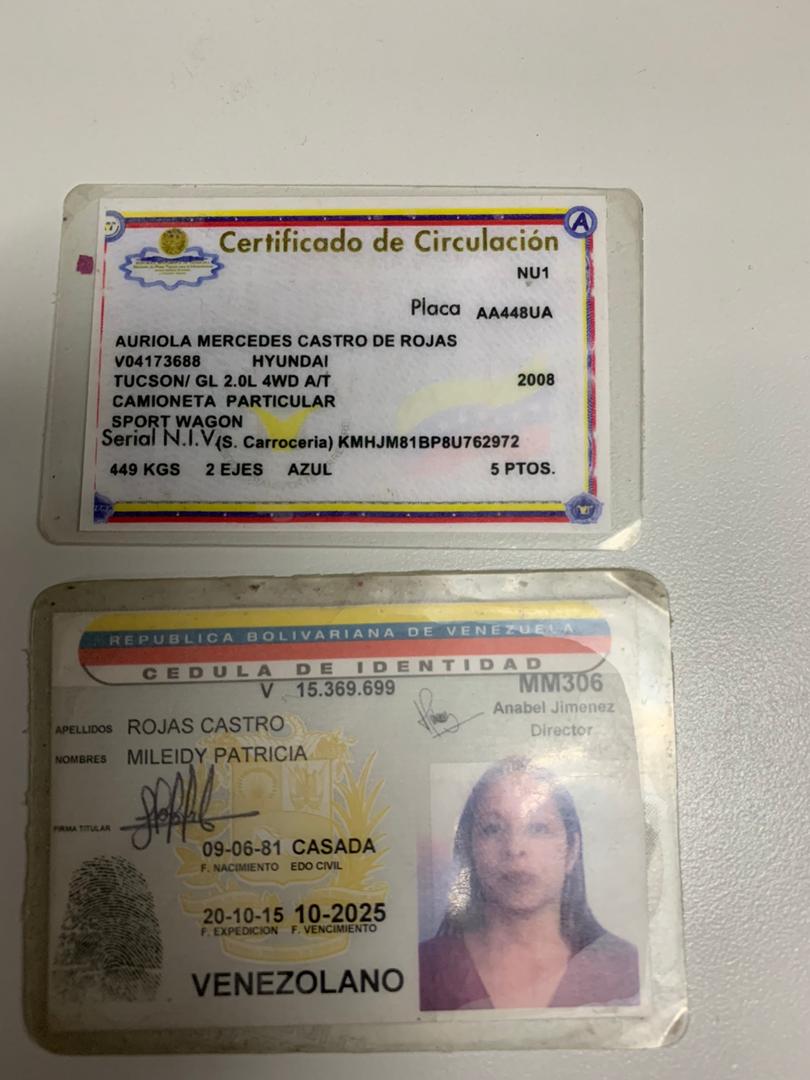 Certificado de Circulación
NU1
Placa AA448UA
AURIOLA MERCEDES CASTRO DE ROJAS
V04173688 HYUNDAI
TUCSON/ GL 2.0L 4WD A/T 2008
CAMIONETA PARTICULAR
SPORT WAGON
Serial N.I.V.(S. Carroceria) KMHJM81BP8U762972
449 KGS 2 EJES AZUL 5 PTOS.
REPUBLICA BOLIVARIANA DE VENEZUELA
CEDULA DE IDENTIDAD
V 15.369.699 MM306
Anabel Jimenez
Director
APELLIDOS ROJAS CASTRO
NOMBRES MILEIDY PATRICIA
FIRMA TITULAR
09-06-81 CASADA
F. NACIMIENTO EDO CIVIL
20-10-15 10-2025
F. EXPEDICION F. VENCIMIENTO
VENEZOLANO